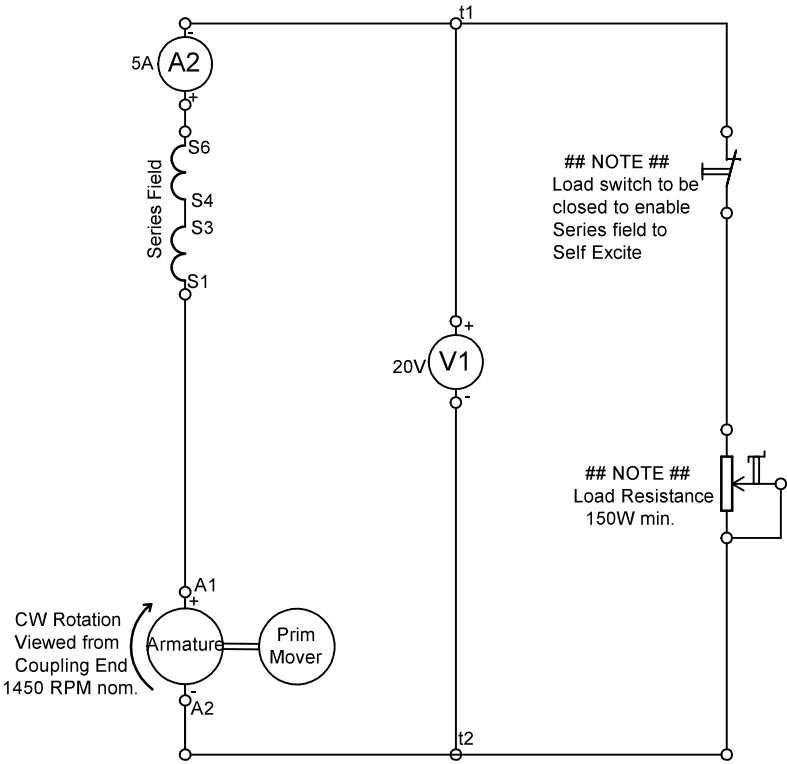 t1
-
A2
5A
+
S6
S4
S3
S1
Series Field
## NOTE ##
Load switch to be
closed to enable
Series field to
Self Excite
+
V1
20V
-
## NOTE ##
Load Resistance
150W min.
A1
+
CW Rotation
Viewed from
Coupling End
1450 RPM nom.
Armature
Prim
Mover
-
A2
t2